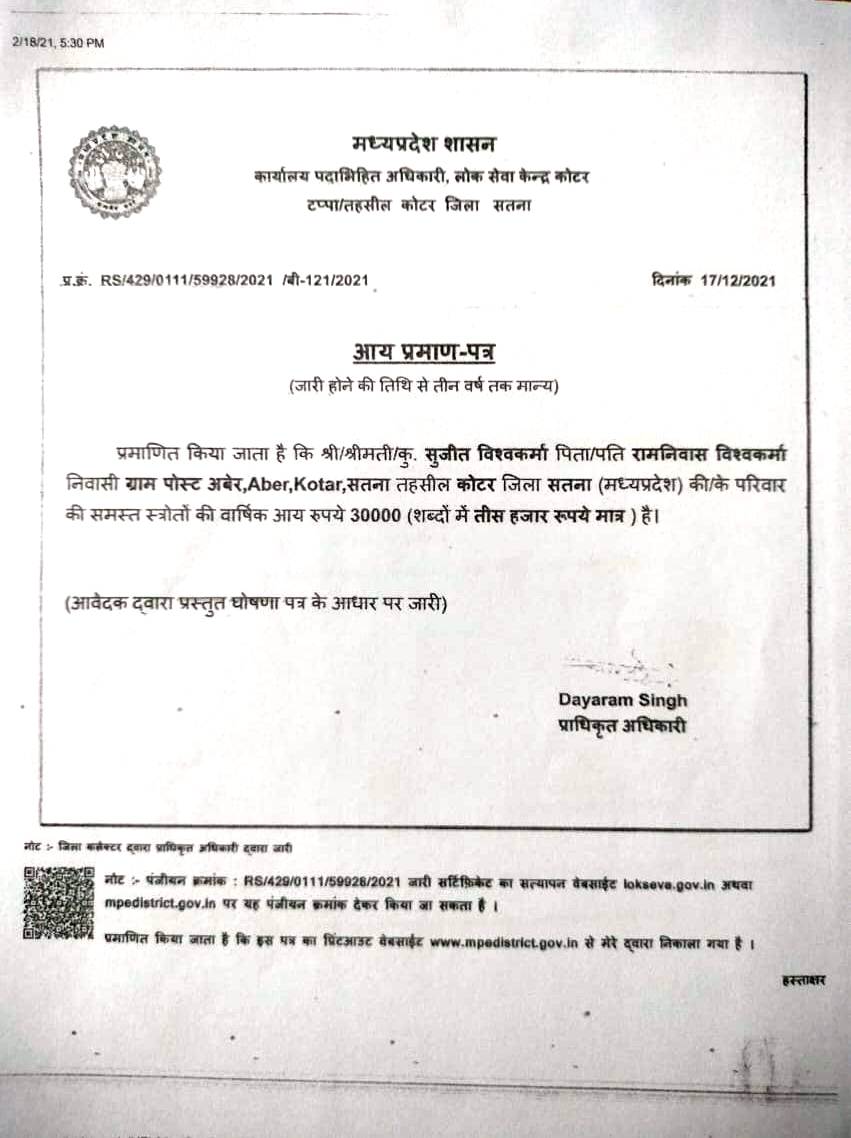 2/18/21, 5:30 PM
मध्यप्रदेश शासन
कार्यालय पदाभिहित अधिकारी, लोक सेवा केन्द्र कोटर
टप्पा/तहसील कोटर जिला सतना
प्र.क्रं. RS/429/0111/59928/2021 /बी-121/2021
दिनांक 17/12/2021
आय प्रमाण-पत्र
(जारी होने की तिथि से तीन वर्ष तक मान्य)
प्रमाणित किया जाता है कि श्री/श्रीमती/कु. सुजीत विश्वकर्मा पिता/पति रामनिवास विश्वकर्मा
निवासी ग्राम पोस्ट अबेर,Aber,Kotar,सतना तहसील कोटर जिला सतना (मध्यप्रदेश) की/के परिवार
की समस्त स्त्रोतों की वार्षिक आय रुपये 30000 (शब्दों में तीस हजार रूपये मात्र ) है।
(आवेदक द्वारा प्रस्तुत घोषणा पत्र के आधार पर जारी)
Dayaram Singh
प्राधिकृत अधिकारी
नोट :- जिला कलेक्टर द्वारा प्राधिकृत अधिकारी द्वारा जारी
नोट :- पंजीयन क्रमांक : RS/429/0111/59928/2021 जारी सर्टिफ़िकेट का सत्यापन वेबसाईट lokseva.gov.in अथवा
mpedistrict.gov.in पर यह पंजीयन क्रमांक देकर किया जा सकता है ।
प्रमाणित किया जाता है कि इस पत्र का प्रिंटआउट वेबसाईट www.mpedistrict.gov.in से मेरे द्वारा निकाला गया है ।
हस्ताक्षर